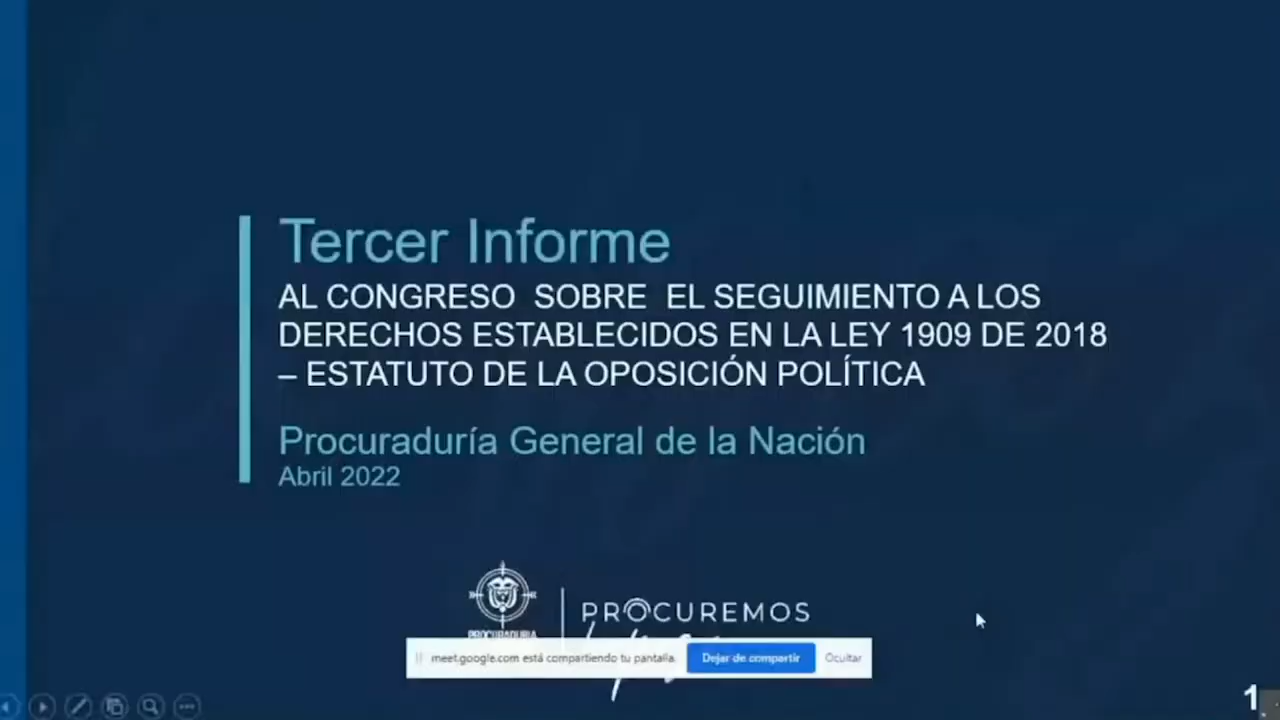 Tercer Informe
AL CONGRESO SOBRE EL SEGUIMIENTO A LOS
DERECHOS ESTABLECIDOS EN LA LEY 1909 DE 2018
– ESTATUTO DE LA OPOSICIÓN POLÍTICA
Procuraduría General de la Nación
Abril 2022
PROCUREMOS
PROCURADURIA
meet.google.com está compartiendo tu pantalla. Dejar de compartir Ocultar
1